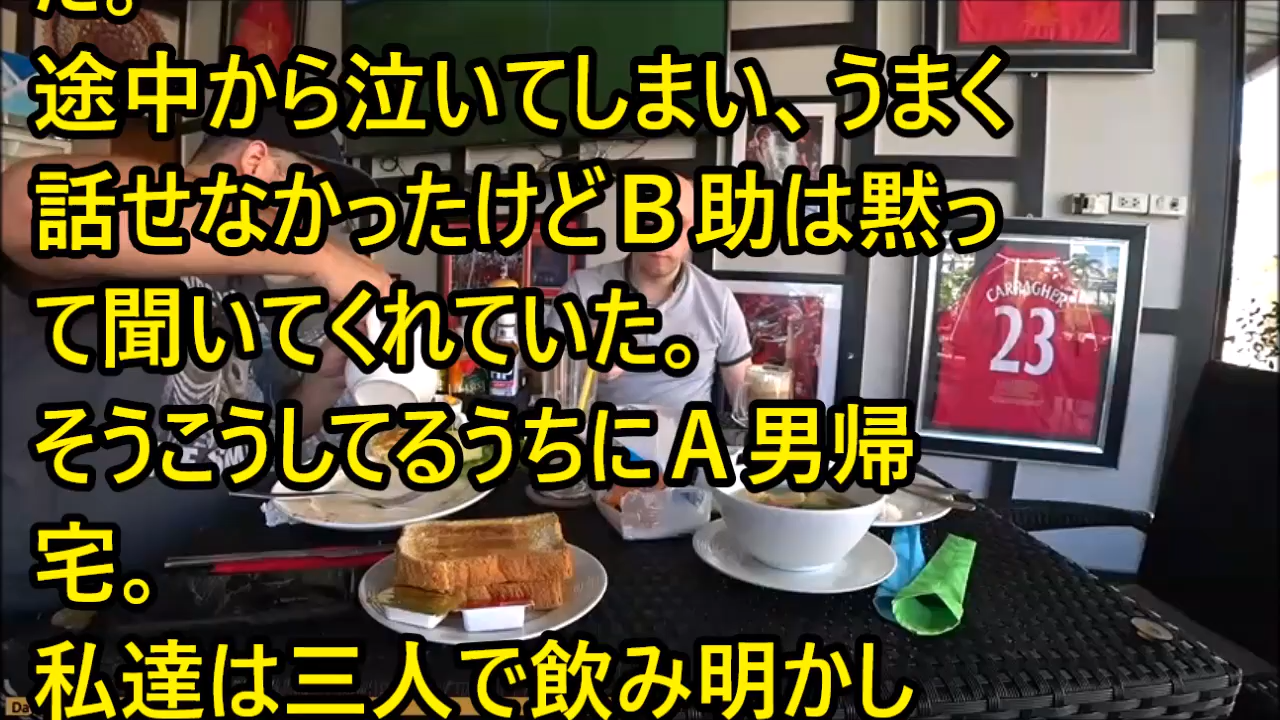 た。
途中から泣いてしまい、うまく
話せなかったけどB助は黙っ
て聞いてくれていた。
そうこうしてるうちにA男帰
宅。
私達は三人で飲み明かし
CARRAGHER
23
Da